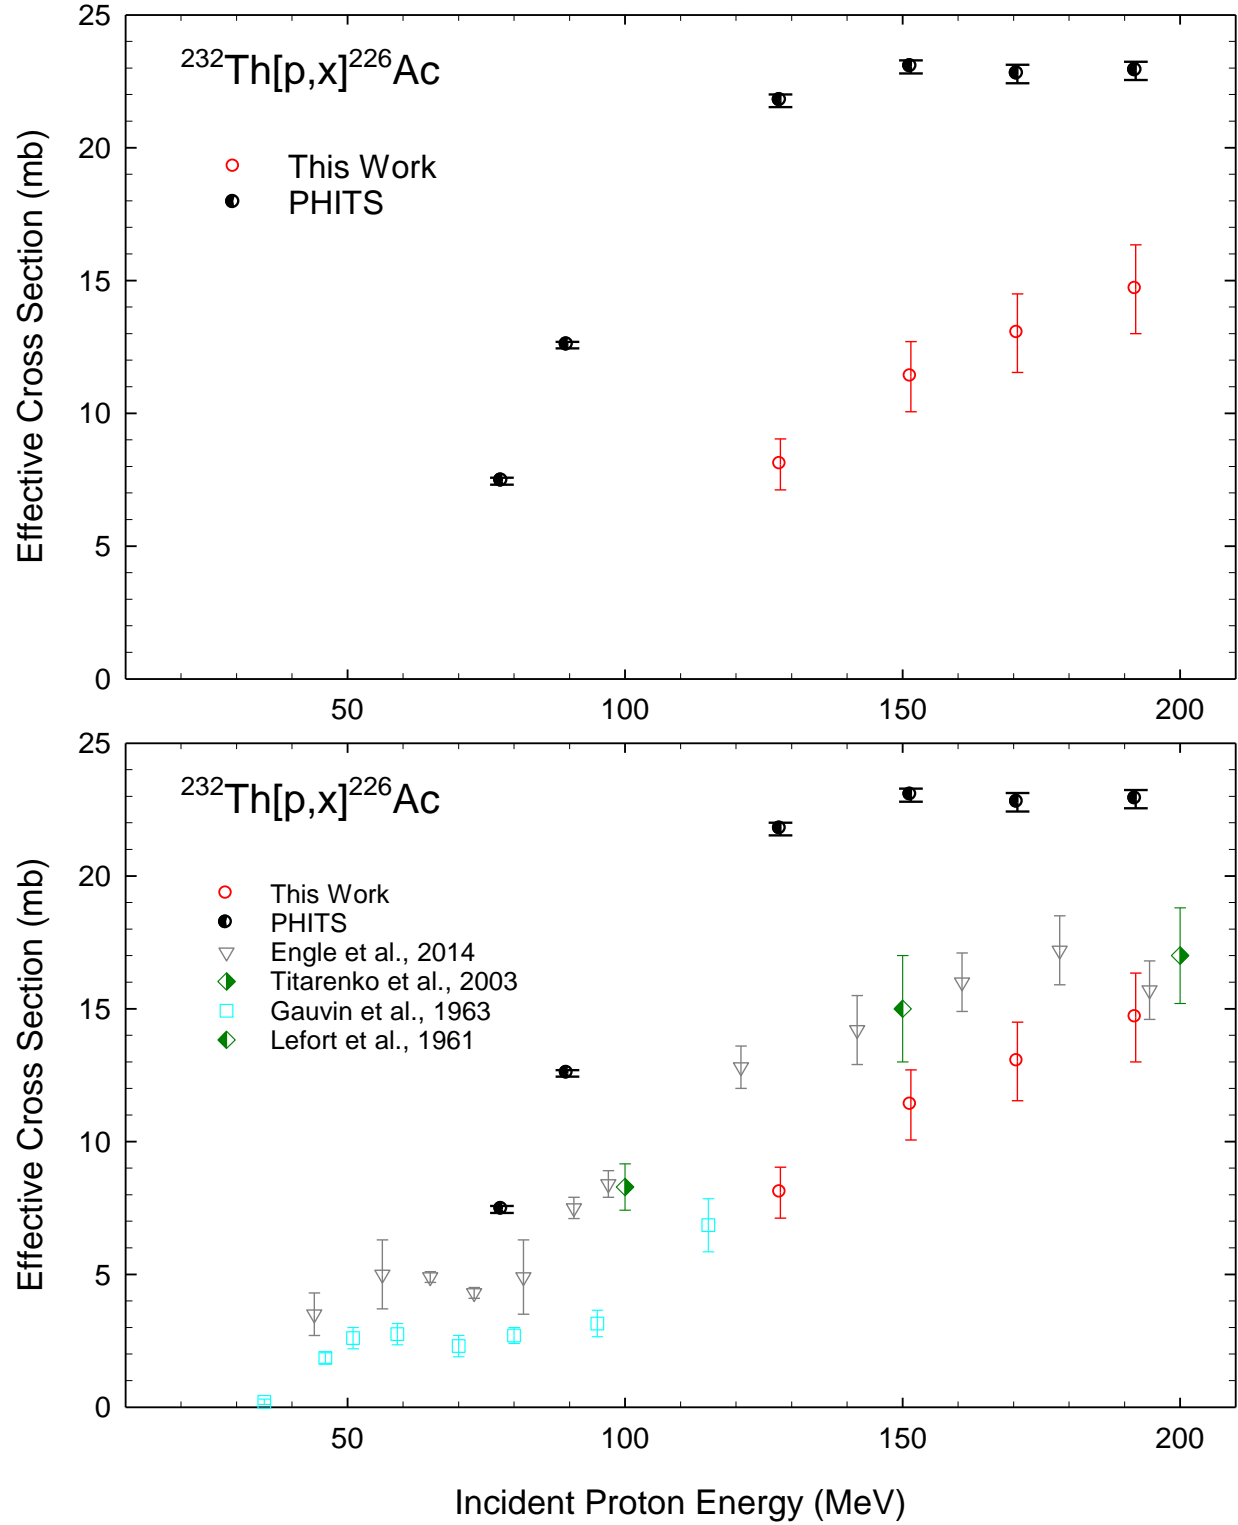 25
20
15
10
5
0
Effective Cross Section (mb)
²³²Th[p,x]²²⁶Ac
This Work
PHITS
50 100 150 200
25
20
15
10
5
0
Effective Cross Section (mb)
²³²Th[p,x]²²⁶Ac
This Work
PHITS
Engle et al., 2014
Titarenko et al., 2003
Gauvin et al., 1963
Lefort et al., 1961
50 100 150 200
Incident Proton Energy (MeV)